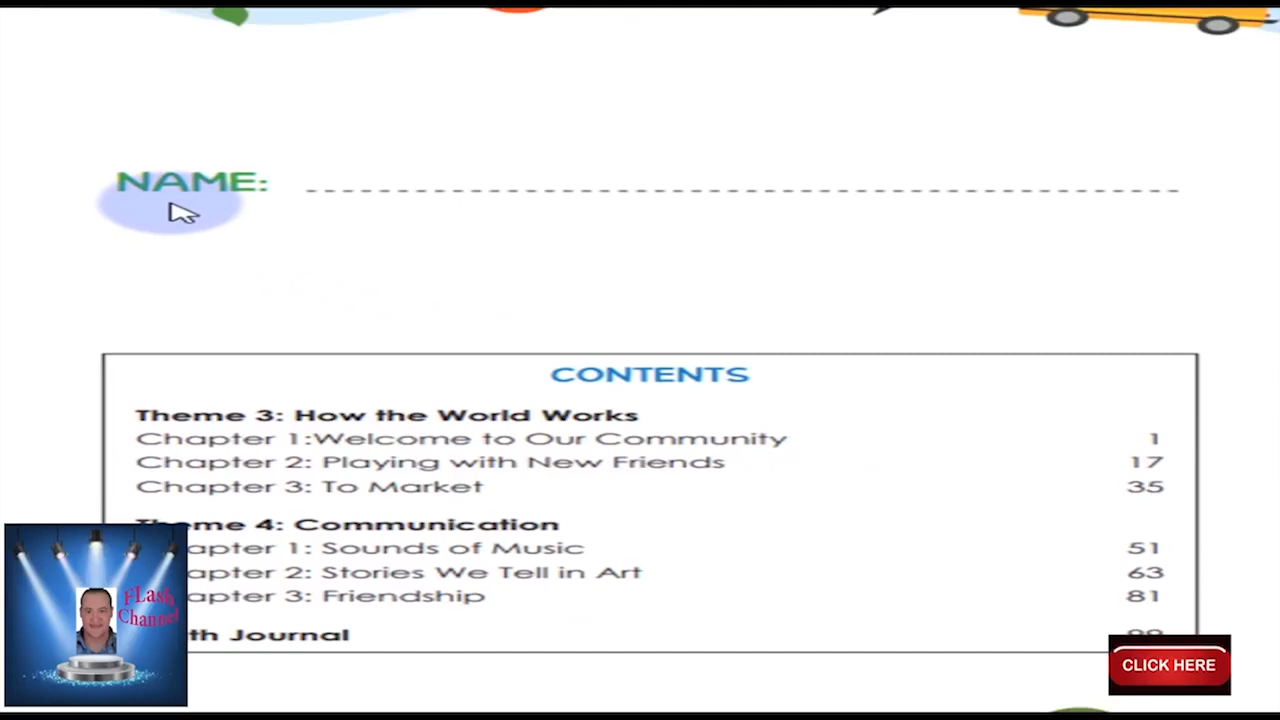 NAME:
CONTENTS
Theme 3: How the World Works
Chapter 1:Welcome to Our Community 1
Chapter 2: Playing with New Friends 17
Chapter 3: To Market 35
Theme 4: Communication
apter 1: Sounds of Music 51
apter 2: Stories We Tell in Art 63
apter 3: Friendship 81
th Journal
FLash
Channel
CLICK HERE